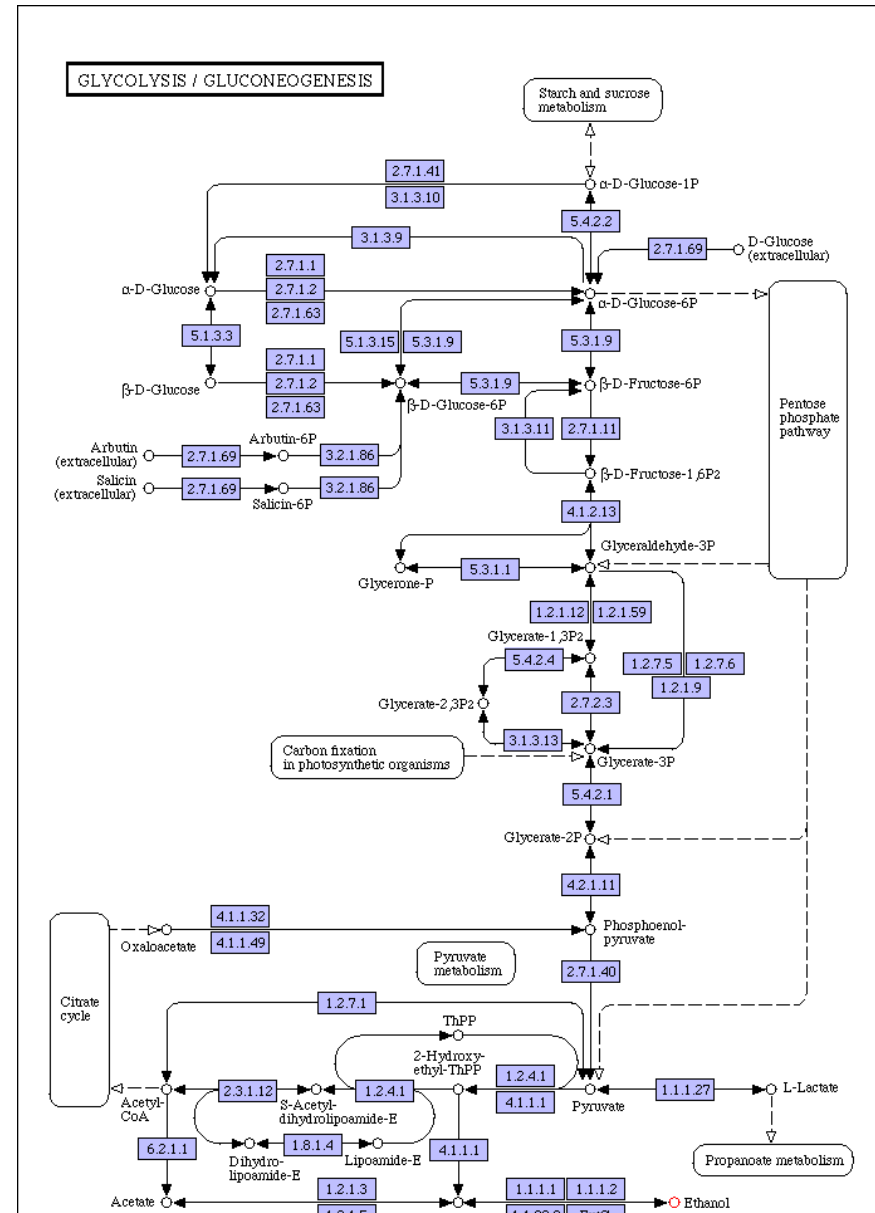 GLYCOLYSIS / GLUCONEOGENESIS
Starch and sucrose
metabolism
2.7.1.41
3.1.3.10
α-D-Glucose-1P
5.4.2.2
3.1.3.9
2.7.1.69
D-Glucose
(extracellular)
α-D-Glucose
2.7.1.1
2.7.1.2
2.7.1.63
α-D-Glucose-6P
5.1.3.3
5.1.3.15
5.3.1.9
5.3.1.9
β-D-Glucose
2.7.1.1
2.7.1.2
2.7.1.63
β-D-Glucose-6P
5.3.1.9
β-D-Fructose-6P
Pentose
phosphate
pathway
3.1.3.11
2.7.1.11
Arbutin
(extracellular)
2.7.1.69
Arbutin-6P
3.2.1.86
Salicin
(extracellular)
2.7.1.69
Salicin-6P
3.2.1.86
β-D-Fructose-1,6P2
4.1.2.13
Glyceraldehyde-3P
Glycerone-P
5.3.1.1
1.2.1.12
1.2.1.59
Glycerate-1,3P2
5.4.2.4
1.2.7.5
1.2.7.6
1.2.1.9
Glycerate-2,3P2
2.7.2.3
3.1.3.13
Carbon fixation
in photosynthetic organisms
Glycerate-3P
5.4.2.1
Glycerate-2P
4.2.1.11
4.1.1.32
4.1.1.49
Oxaloacetate
Phosphoenol-
pyruvate
Pyruvate
metabolism
2.7.1.40
Citrate
cycle
1.2.7.1
ThPP
2-Hydroxy-
ethyl-ThPP
1.2.4.1
4.1.1.1
Pyruvate
1.1.1.27
L-Lactate
Acetyl-
CoA
2.3.1.12
S-Acetyl-
dihydrolipoamide-E
1.2.4.1
6.2.1.1
Dihydro-
lipoamide-E
1.8.1.4
Lipoamide-E
4.1.1.1
Propanoate metabolism
Acetate
1.2.1.3
1.1.1.1
1.1.1.2
Ethanol